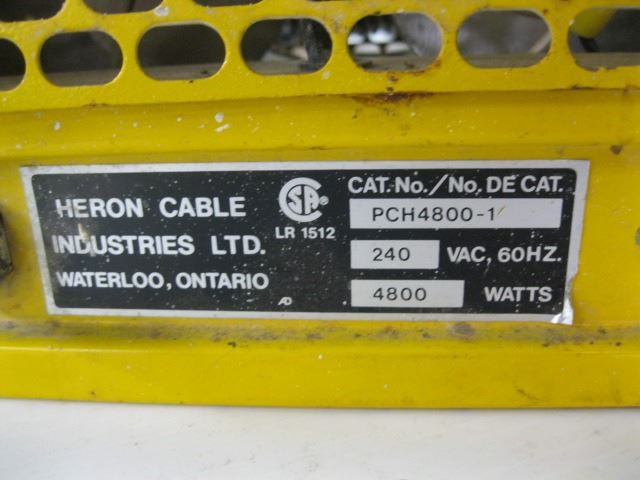 HERON CABLE
INDUSTRIES LTD.
WATERLOO, ONTARIO
SA®
LR 1512
CAT. No./No. DE CAT.
PCH4800-1
240 VAC, 60HZ.
4800 WATTS